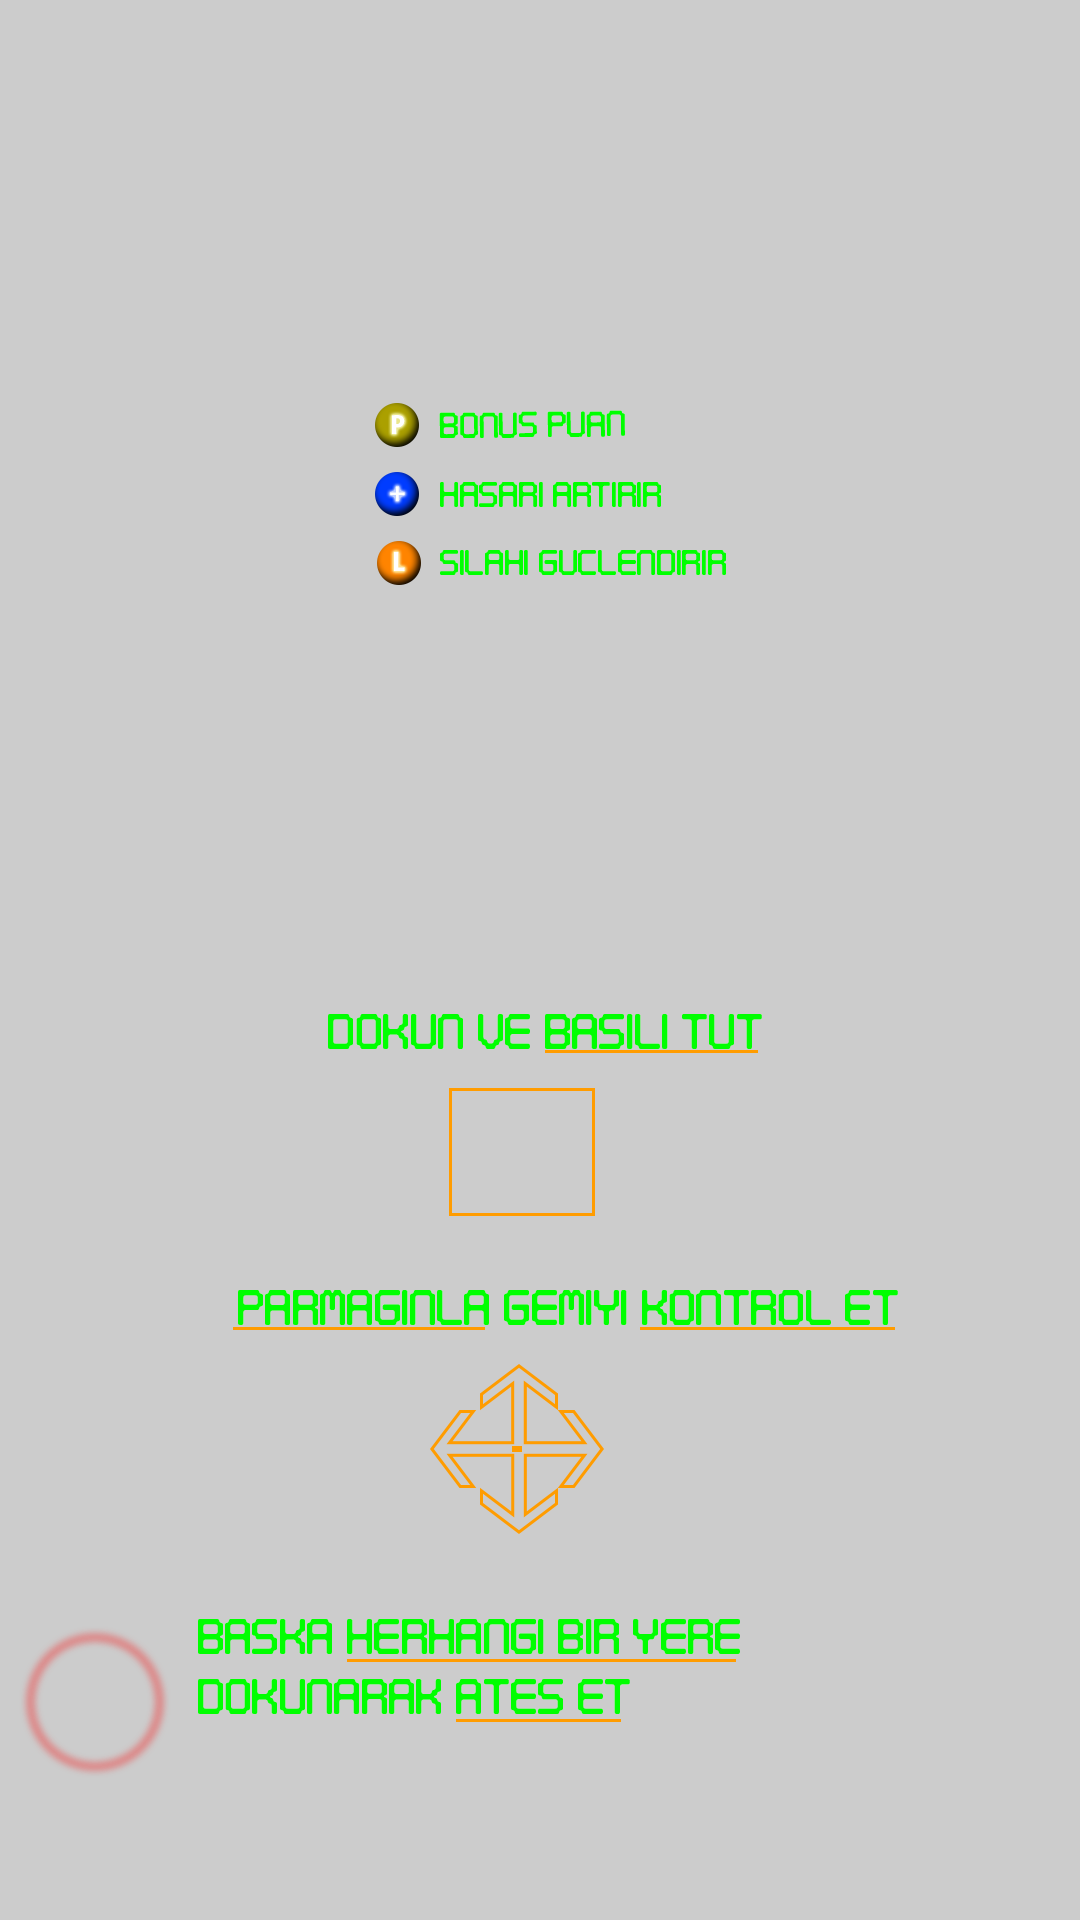 P BONUS PUAN
+ HASARI ARTIRIR
L SILAHI GUCLENDIRIR
DOKUN VE BASILI TUT
PARMAGINLA GEMIYI KONTROL ET
BASKA HERHANGI BIR YERE
DOKUNARAK ATES ET